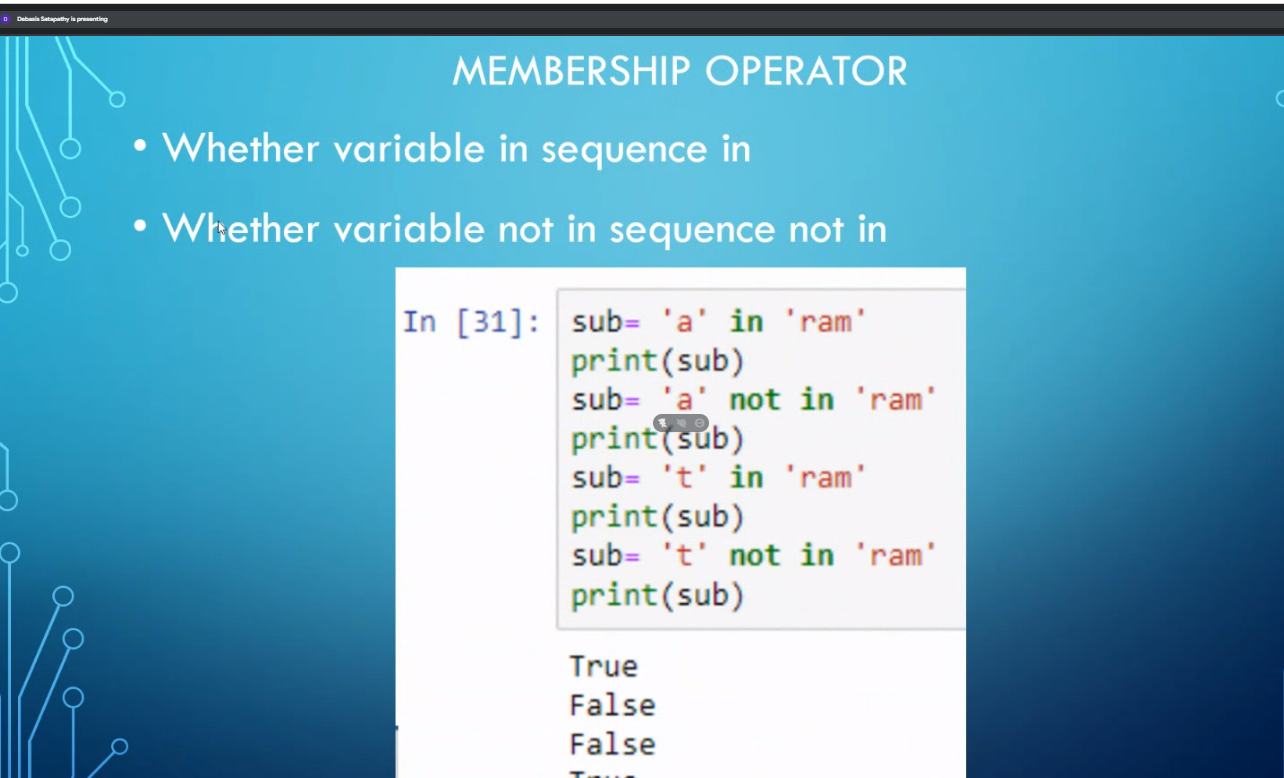 D Debasis Satapathy is presenting
MEMBERSHIP OPERATOR
• Whether variable in sequence in
• Whether variable not in sequence not in
In [31]: sub= 'a' in 'ram'
print(sub)
sub= 'a' not in 'ram'
print(sub)
sub= 't' in 'ram'
print(sub)
sub= 't' not in 'ram'
print(sub)
True
False
False
True